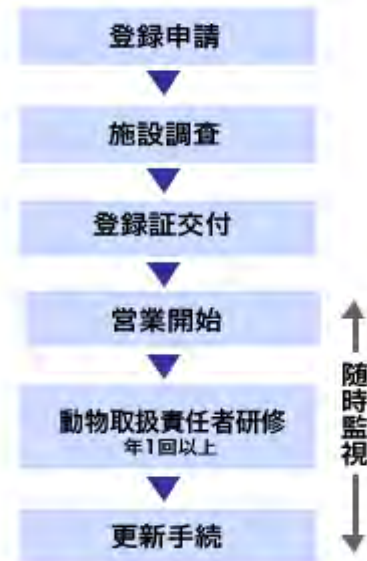 登録申請
施設調査
登録証交付
営業開始
動物取扱責任者研修
年1回以上
更新手続
随時監視